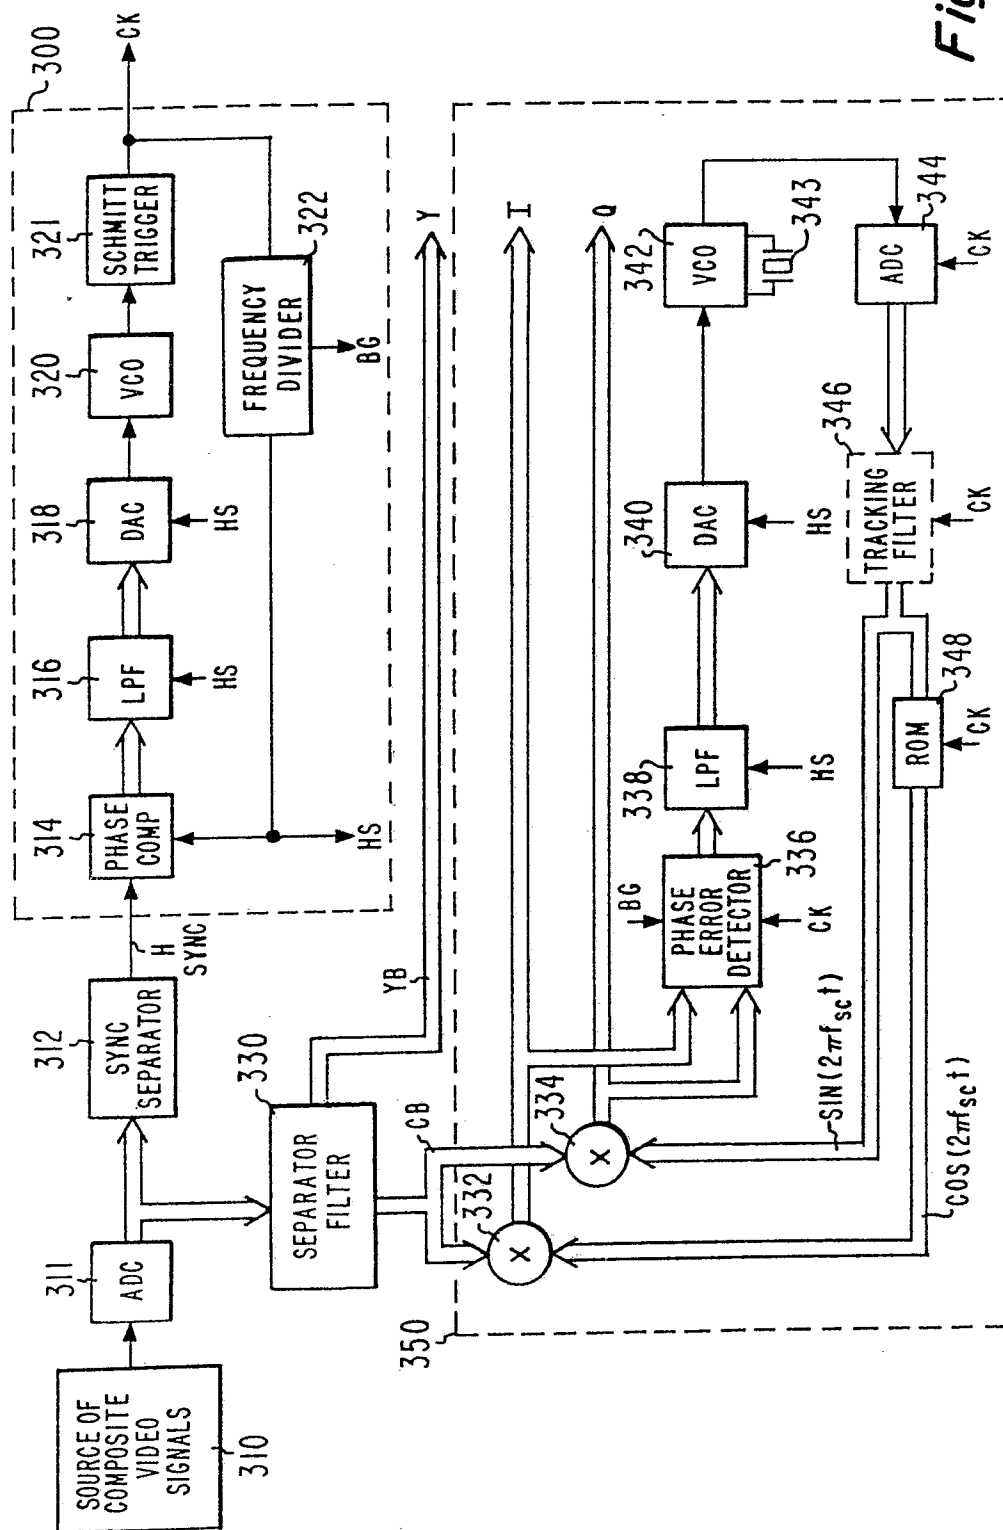 SOURCE OF
COMPOSITE
VIDEO
SIGNALS
310
311
ADC
312
SYNC
SEPARATOR
H
SYNC
300
314
PHASE
COMP
316
LPF
HS
318
DAC
HS
320
VCO
321
SCHMITT
TRIGGER
CK
322
FREQUENCY
DIVIDER
BG
HS
330
SEPARATOR
FILTER
YB
Y
CB
350
332
X
334
X
I
Q
BG
PHASE
ERROR
DETECTOR
336
CK
338
LPF
HS
340
DAC
HS
342
VCO
343
344
ADC
CK
346
TRACKING
FILTER
CK
348
ROM
CK
SIN(2πfsct)
COS(2πfsct)
Fig